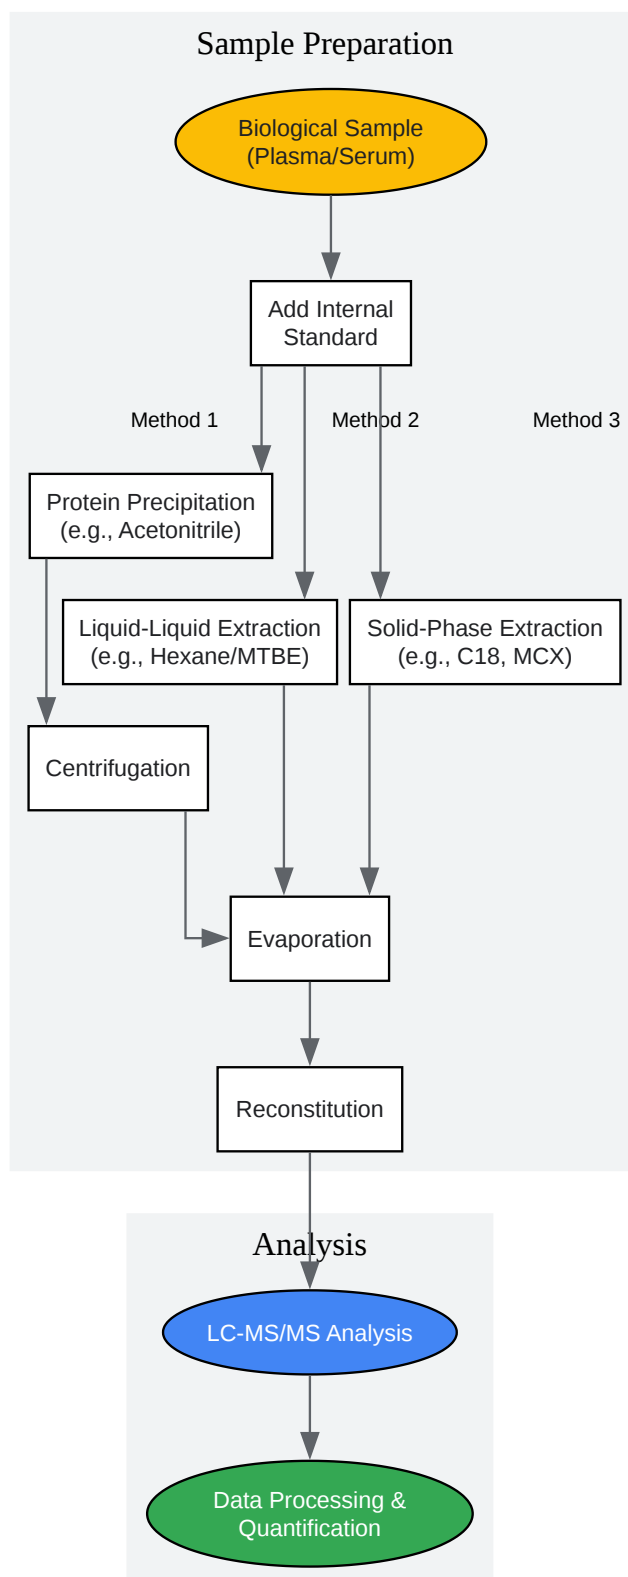 Sample Preparation
Biological Sample
(Plasma/Serum)
Add Internal
Standard
Method 1
Method 2
Method 3
Protein Precipitation
(e.g., Acetonitrile)
Liquid-Liquid Extraction
(e.g., Hexane/MTBE)
Solid-Phase Extraction
(e.g., C18, MCX)
Centrifugation
Evaporation
Reconstitution
Analysis
LC-MS/MS Analysis
Data Processing &
Quantification